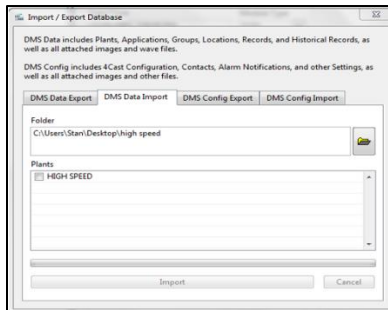 Import / Export Database
DMS Data includes Plants, Applications, Groups, Locations, Records, and Historical Records, as
well as all attached images and wave files.
DMS Config includes 4Cast Configuration, Contacts, Alarm Notifications, and other Settings, as
well as all attached images and other files.
DMS Data Export DMS Data Import DMS Config Export DMS Config Import
Folder
C:\Users\Stan\Desktop\high speed
Plants
HIGH SPEED
Import Cancel